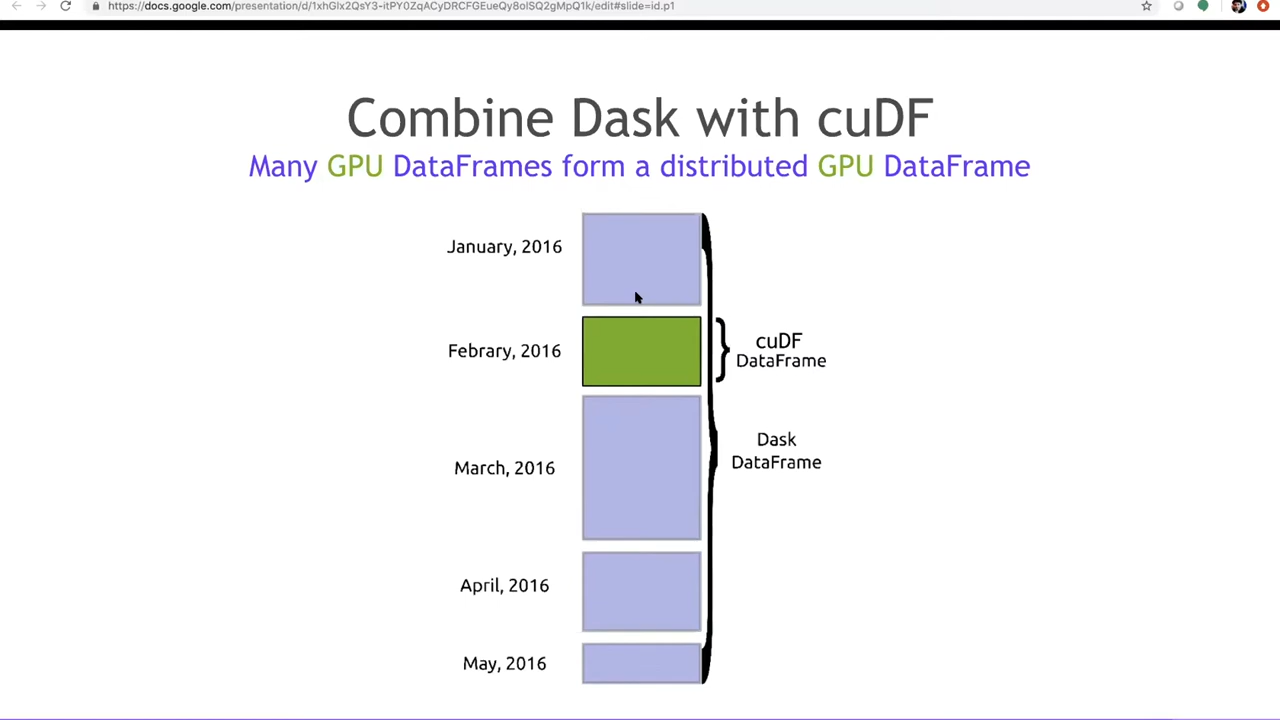 https://docs.google.com/presentation/d/1xhGlx2QsY3-itPY0ZqACyDRCFGEueQy8olSQ2gMpQ1k/edit#slide=id.p1
Combine Dask with cuDF
Many GPU DataFrames form a distributed GPU DataFrame
January, 2016
Febrary, 2016
cuDF
DataFrame
Dask
DataFrame
March, 2016
April, 2016
May, 2016